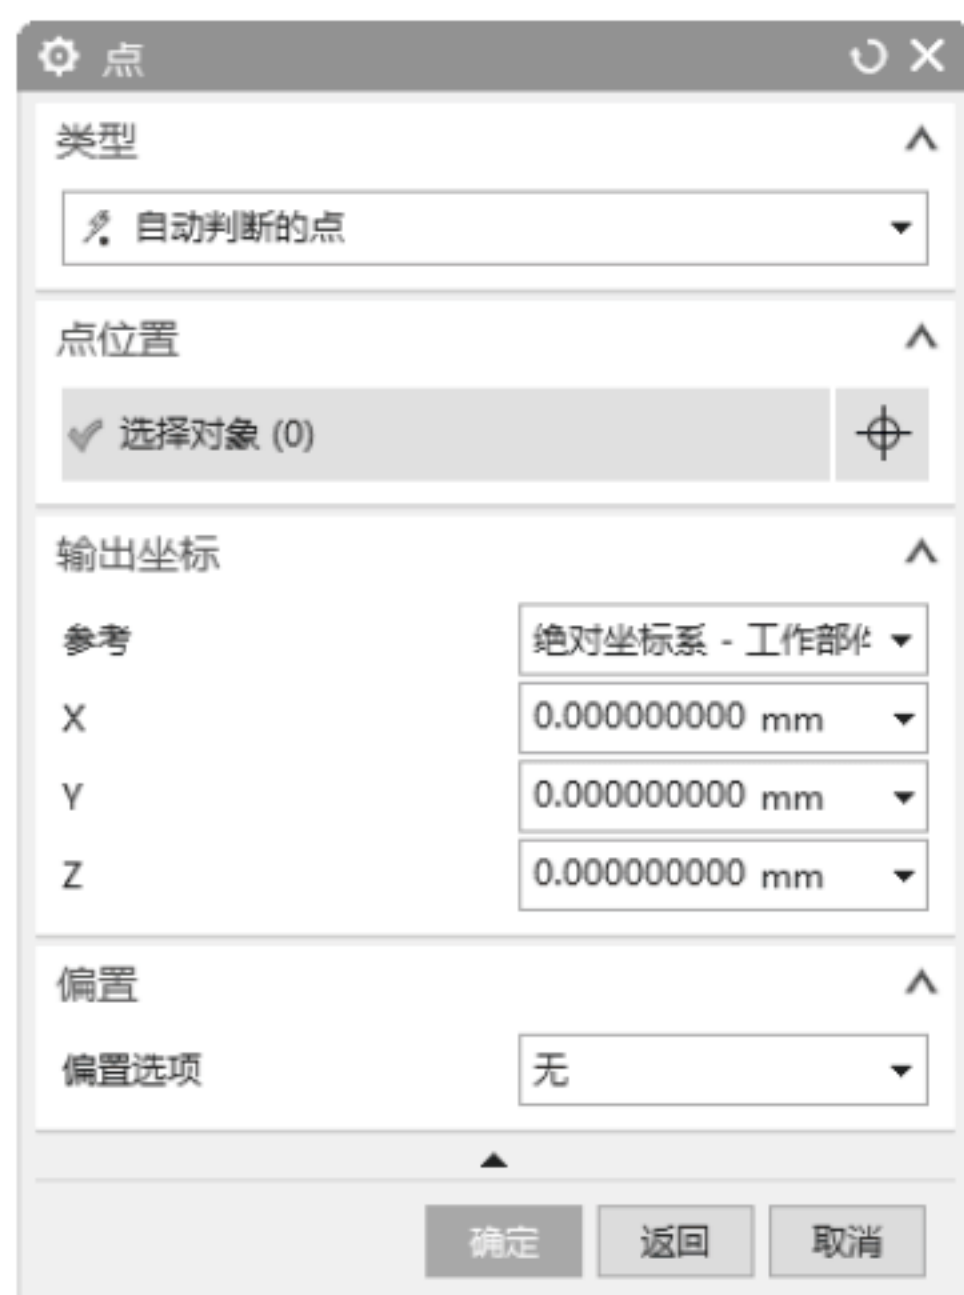 点
类型
自动判断的点
点位置
选择对象 (0)
输出坐标
参考 绝对坐标系 - 工作部件
X 0.000000000 mm
Y 0.000000000 mm
Z 0.000000000 mm
偏置
偏置选项 无
确定 返回 取消